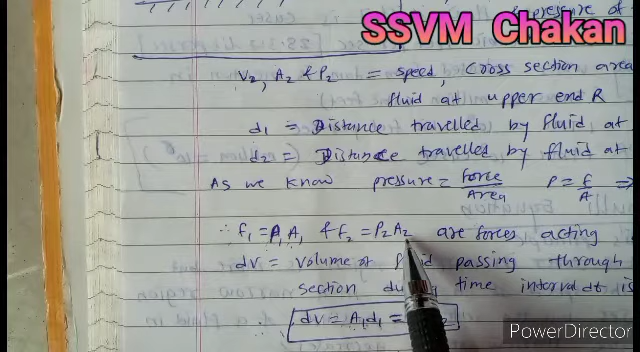 SSVM Chakan
pressure of
V2, A2 & P2 = speed, cross section area
fluid at upper end R
d1 = Distance travelled by fluid at
d2 = Distance travelled by fluid at
As we know pressure = Force/Area P = F/A ⇒
∴ f1 = P1A1 & f2 = P2A2 are forces acting
dv = volume of fluid passing through
section time interval dt is
dv = A1d1 =
PowerDirector